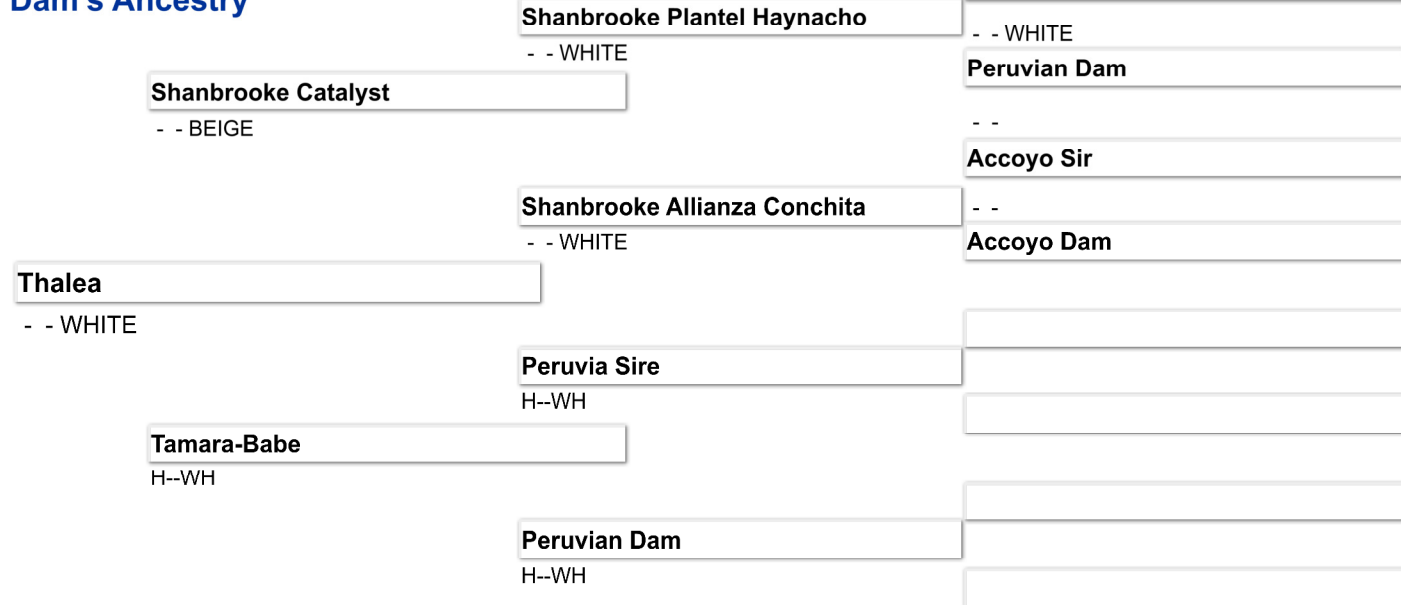 Dam's Ancestry
Shanbrooke Plantel Haynacho
- - WHITE
- - WHITE
Peruvian Dam
Shanbrooke Catalyst
- - BEIGE
- -
Accoyo Sir
Shanbrooke Allianza Conchita
- -
- - WHITE
Accoyo Dam
Thalea
- - WHITE
Peruvia Sire
H--WH
Tamara-Babe
H--WH
Peruvian Dam
H--WH